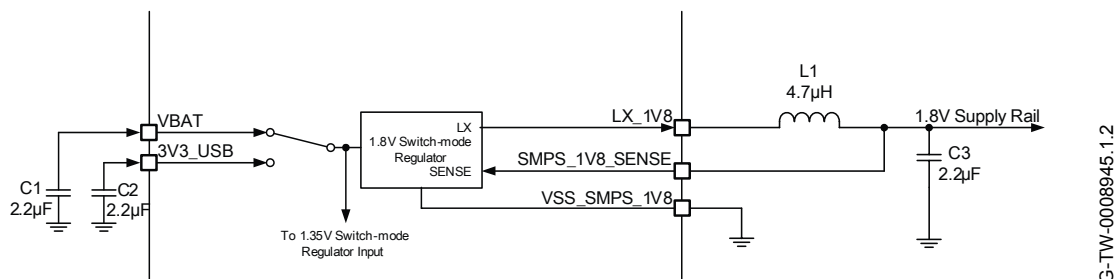 L1
4.7µH
VBAT
LX_1V8
1.8V Supply Rail
LX
1.8V Switch-mode
Regulator
SENSE
3V3_USB
SMPS_1V8_SENSE
C1
2.2µF
C2
2.2µF
C3
2.2µF
VSS_SMPS_1V8
To 1.35V Switch-mode
Regulator Input
G-TW-0008945.1.2